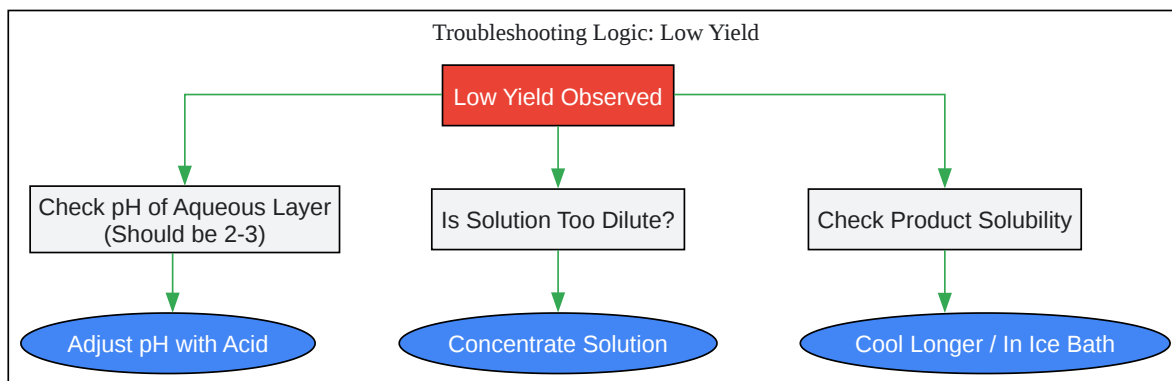 Troubleshooting Logic: Low Yield
Low Yield Observed
Check pH of Aqueous Layer
(Should be 2-3)
Is Solution Too Dilute?
Check Product Solubility
Adjust pH with Acid
Concentrate Solution
Cool Longer / In Ice Bath